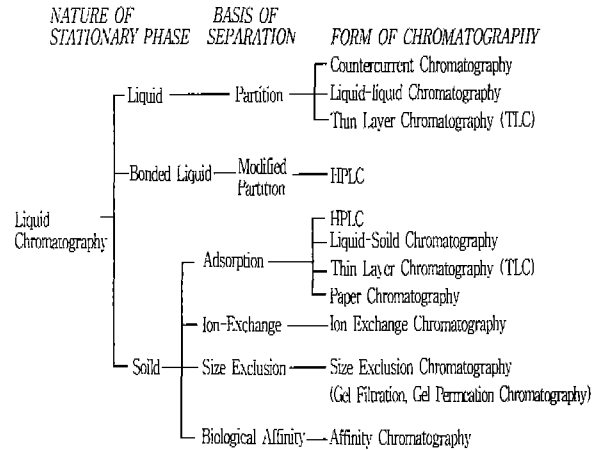 NATURE OF STATIONARY PHASE
BASIS OF SEPARATION
FORM OF CHROMATOGRAPHY
Liquid Chromatography
Liquid
Partition
Countercurrent Chromatography
Liquid-liquid Chromatography
Thin Layer Chromatography (TLC)
Bonded Liquid
Modified Partition
HPLC
Soild
Adsorption
HPLC
Liquid-Soild Chromatography
Thin Layer Chromatography (TLC)
Paper Chromatography
Ion-Exchange
Ion Exchange Chromatography
Size Exclusion
Size Exclusion Chromatography
(Gel Filtration, Gel Permeation Chromatography)
Biological Affinity
Affinity Chromatography